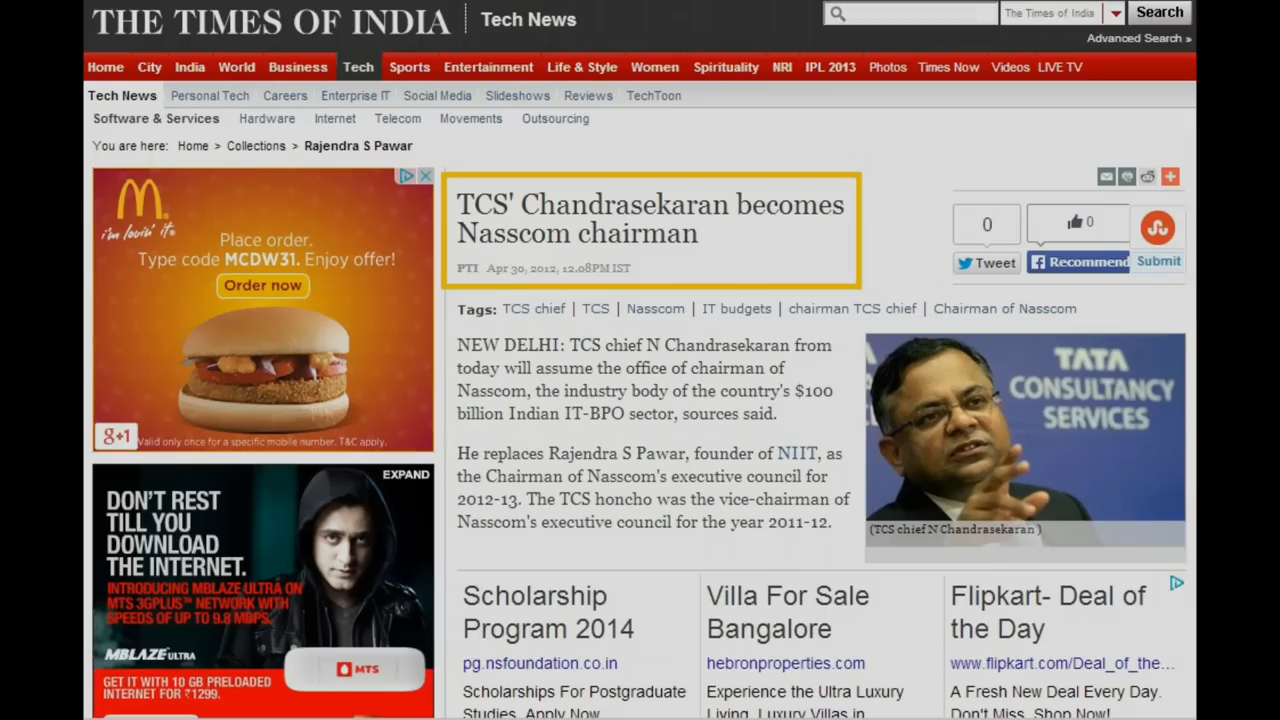 THE TIMES OF INDIA
Tech News
The Times of India
Search
Advanced Search »
Home City India World Business Tech Sports Entertainment Life & Style Women Spirituality NRI IPL 2013 Photos Times Now Videos LIVE TV
Tech News Personal Tech Careers Enterprise IT Social Media Slideshows Reviews TechToon
Software & Services Hardware Internet Telecom Movements Outsourcing
You are here: Home > Collections > Rajendra S Pawar
i'm lovin' it
Place order.
Type code MCDW31. Enjoy offer!
Order now
g+1
Valid only once for a specific mobile number. T&C apply.
EXPAND
DON'T REST
TILL YOU
DOWNLOAD
THE INTERNET.
INTRODUCING MBLAZE ULTRA ON
MTS 3GPLUS™ NETWORK WITH
SPEEDS OF UP TO 9.8 MBPS.
MBLAZE ULTRA
MTS
GET IT WITH 10 GB PRELOADED
INTERNET FOR ₹1299.
TCS' Chandrasekaran becomes
Nasscom chairman
PTI Apr 30, 2012, 12.08PM IST
0
0
Tweet
Recommend
Submit
Tags: TCS chief | TCS | Nasscom | IT budgets | chairman TCS chief | Chairman of Nasscom
NEW DELHI: TCS chief N Chandrasekaran from
today will assume the office of chairman of
Nasscom, the industry body of the country's $100
billion Indian IT-BPO sector, sources said.
He replaces Rajendra S Pawar, founder of NIIT, as
the Chairman of Nasscom's executive council for
2012-13. The TCS honcho was the vice-chairman of
Nasscom's executive council for the year 2011-12.
TATA
CONSULTANCY
SERVICES
(TCS chief N Chandrasekaran )
Scholarship
Program 2014
pg.nsfoundation.co.in
Scholarships For Postgraduate
Studies. Apply Now
Villa For Sale
Bangalore
hebronproperties.com
Experience the Ultra Luxury
Living. Luxury Villas in
Flipkart- Deal of
the Day
www.flipkart.com/Deal_of_the...
A Fresh New Deal Every Day.
Don't Miss. Shop Now!